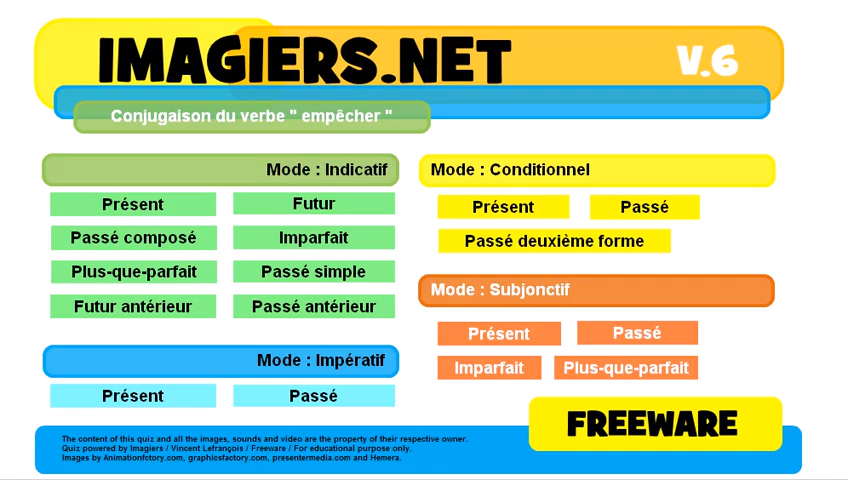 IMAGIERS.NET
V.6
Conjugaison du verbe " empêcher "
Mode : Indicatif
Présent
Futur
Passé composé
Imparfait
Plus-que-parfait
Passé simple
Futur antérieur
Passé antérieur
Mode : Impératif
Présent
Passé
Mode : Conditionnel
Présent
Passé
Passé deuxième forme
Mode : Subjonctif
Présent
Passé
Imparfait
Plus-que-parfait
FREEWARE
The content of this quiz and all the images, sounds and video are the property of their respective owner.
Quiz powered by Imagiers / Vincent Lefrançois / Freeware / For educational purpose only.
Images by Animationfctory.com, graphicsfactory.com, presentermedia.com and Hemera.